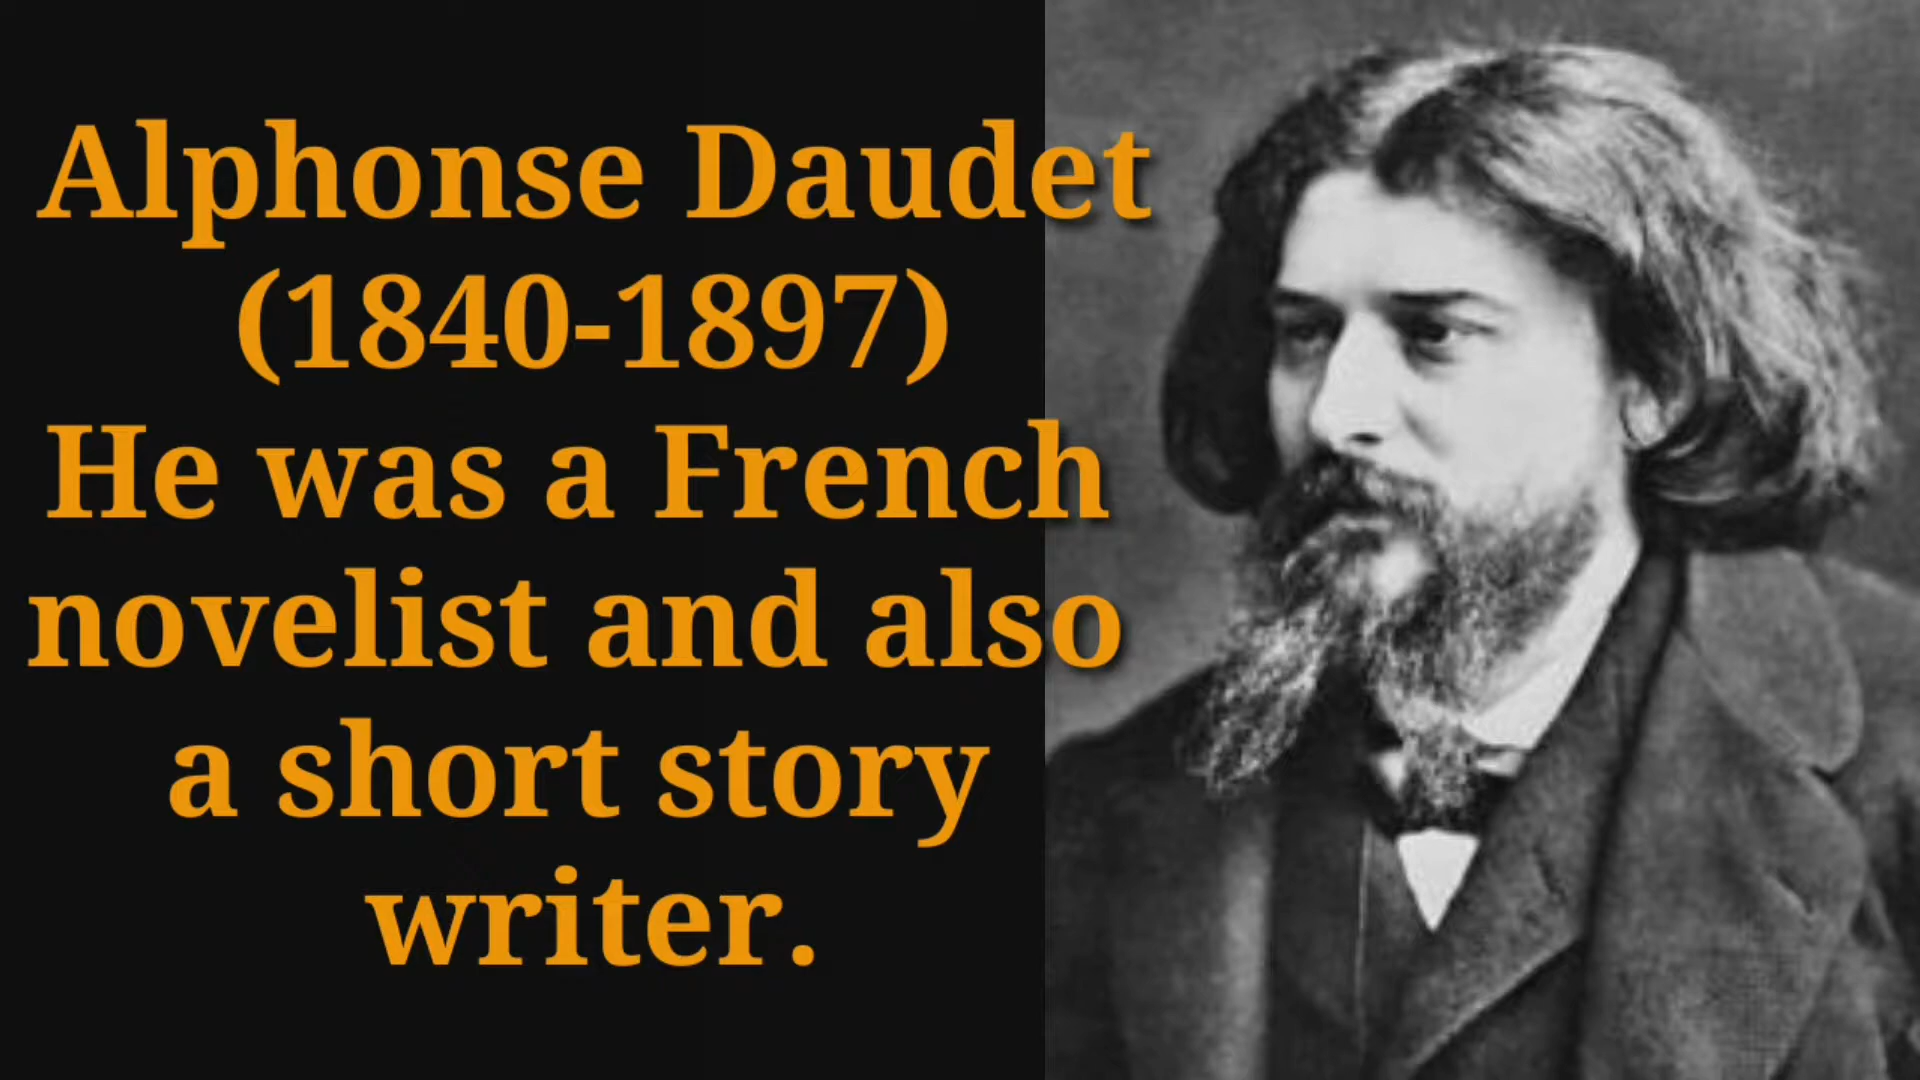 Alphonse Daudet
(1840-1897)
He was a French
novelist and also
a short story
writer.